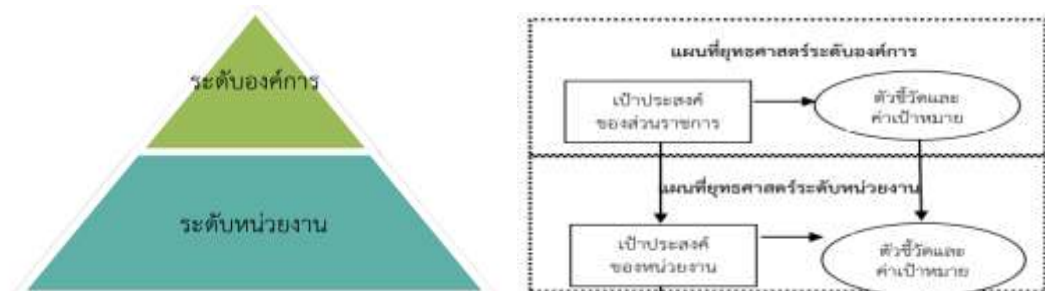 ระดับองค์การ
ระดับหน่วยงาน
แผนที่ยุทธศาสตร์ระดับองค์การ
เป้าประสงค์
ของส่วนราชการ
ตัวชี้วัดและ
ค่าเป้าหมาย
แผนที่ยุทธศาสตร์ระดับหน่วยงาน
เป้าประสงค์
ของหน่วยงาน
ตัวชี้วัดและ
ค่าเป้าหมาย